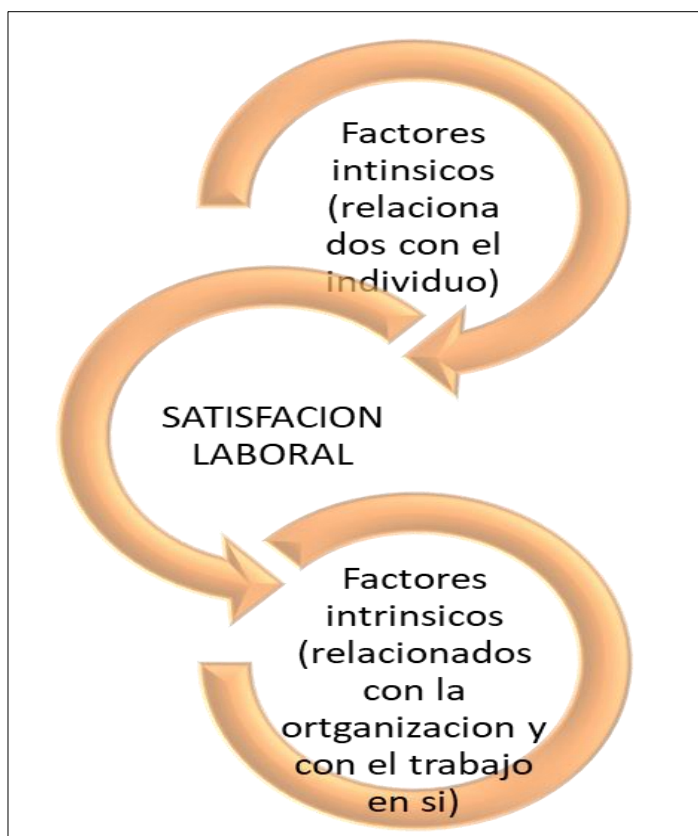 Factores
intinsicos
(relaciona
dos con el
individuo)
SATISFACION
LABORAL
Factores
intrinsicos
(relacionados
con la
ortganizacion y
con el trabajo
en si)